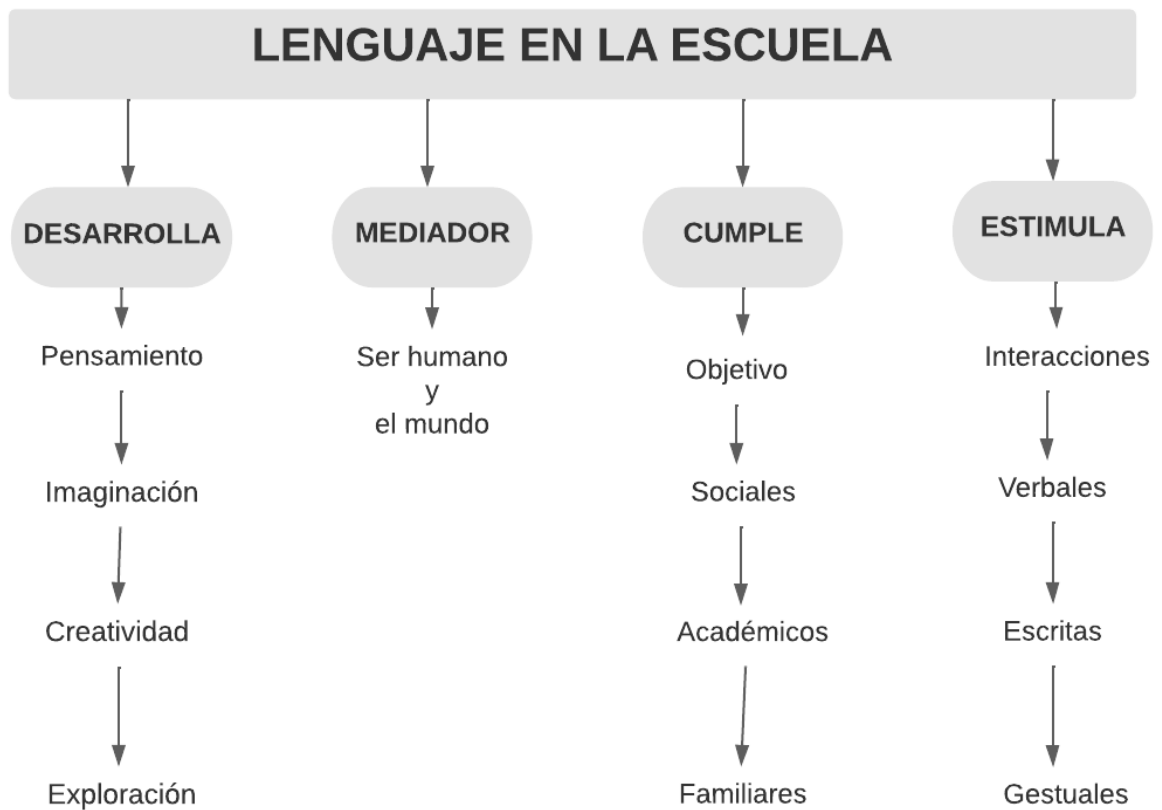 LENGUAJE EN LA ESCUELA
DESARROLLA
Pensamiento
Imaginación
Creatividad
Exploración
MEDIADOR
Ser humano
y
el mundo
CUMPLE
Objetivo
Sociales
Académicos
Familiares
ESTIMULA
Interacciones
Verbales
Escritas
Gestuales